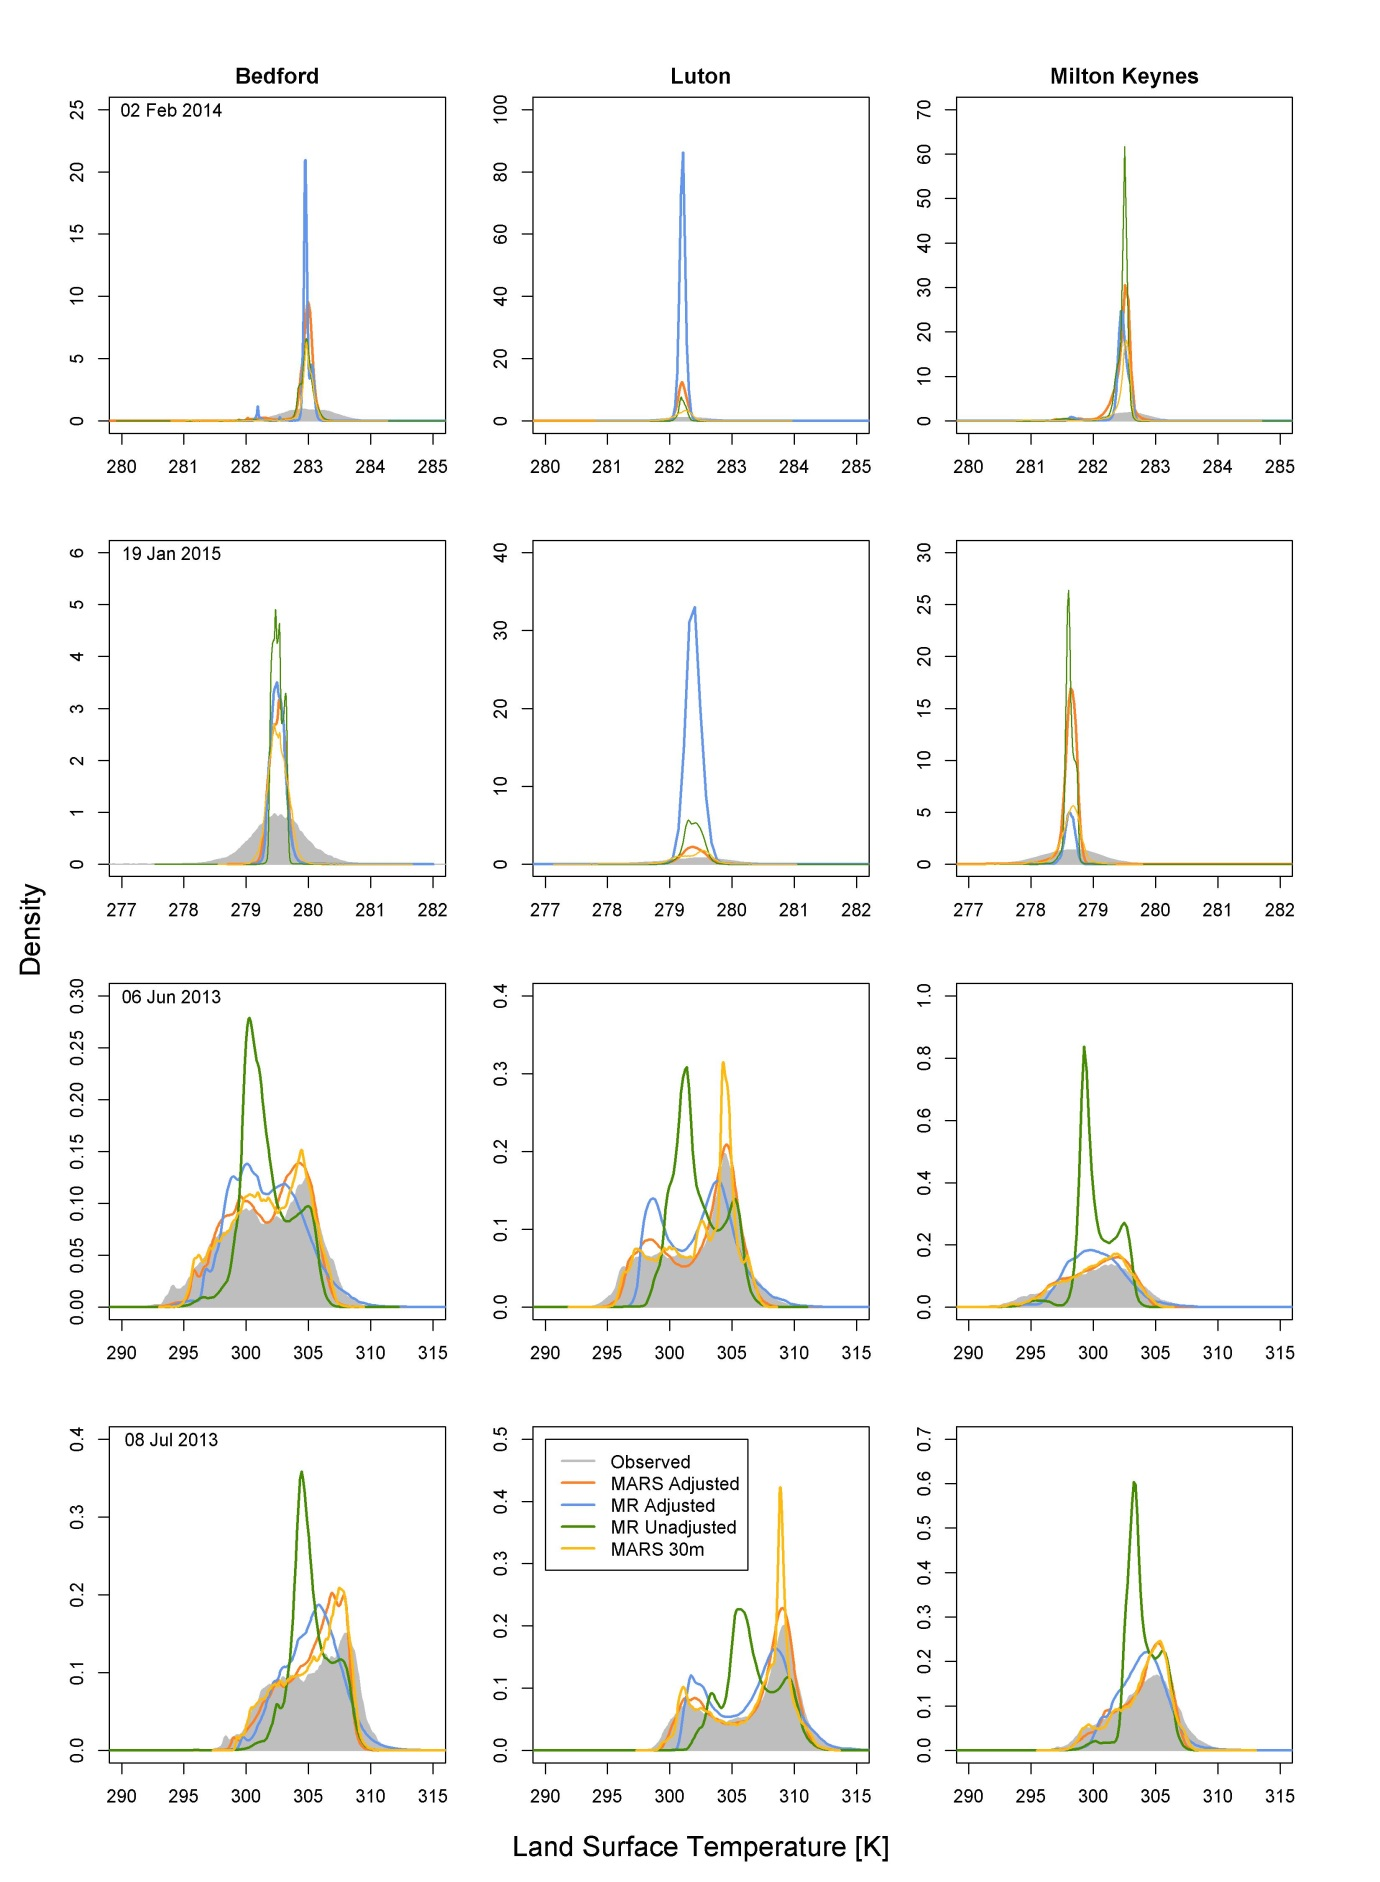 Bedford Luton Milton Keynes
02 Feb 2014
0 5 10 15 20 25
280 281 282 283 284 285
0 20 40 60 80 100
280 281 282 283 284 285
0 10 20 30 40 50 60 70
280 281 282 283 284 285
19 Jan 2015
0 1 2 3 4 5 6
277 278 279 280 281 282
0 10 20 30 40
277 278 279 280 281 282
0 5 10 15 20 25 30
277 278 279 280 281 282
Density
06 Jun 2013
0.00 0.05 0.10 0.15 0.20 0.25 0.30
290 295 300 305 310 315
0.0 0.1 0.2 0.3 0.4
290 295 300 305 310 315
0.0 0.2 0.4 0.6 0.8 1.0
290 295 300 305 310 315
08 Jul 2013
0.0 0.1 0.2 0.3 0.4
290 295 300 305 310 315
Observed
MARS Adjusted
MR Adjusted
MR Unadjusted
MARS 30m
0.0 0.1 0.2 0.3 0.4 0.5
290 295 300 305 310 315
0.0 0.1 0.2 0.3 0.4 0.5 0.6 0.7
290 295 300 305 310 315
Land Surface Temperature [K]